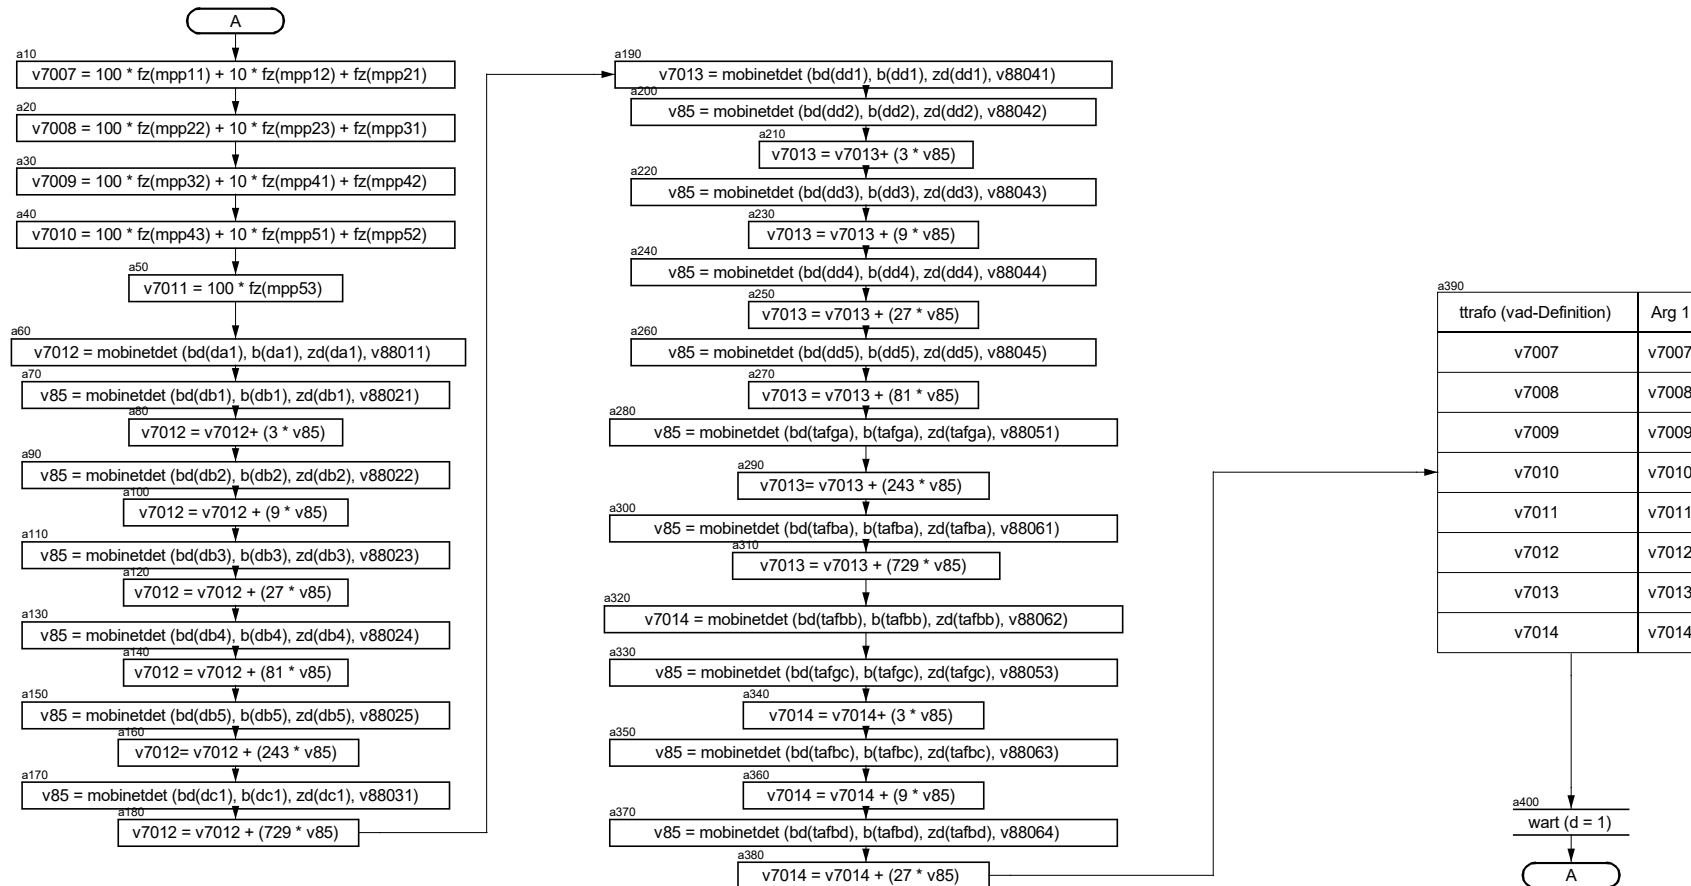 A
a10
v7007 = 100 * fz(mpp11) + 10 * fz(mpp12) + fz(mpp21)
a20
v7008 = 100 * fz(mpp22) + 10 * fz(mpp23) + fz(mpp31)
a30
v7009 = 100 * fz(mpp32) + 10 * fz(mpp41) + fz(mpp42)
a40
v7010 = 100 * fz(mpp43) + 10 * fz(mpp51) + fz(mpp52)
a50
v7011 = 100 * fz(mpp53)
a60
v7012 = mobinetdet (bd(da1), b(da1), zd(da1), v88011)
a70
v85 = mobinetdet (bd(db1), b(db1), zd(db1), v88021)
a80
v7012 = v7012+ (3 * v85)
a90
v85 = mobinetdet (bd(db2), b(db2), zd(db2), v88022)
a100
v7012 = v7012 + (9 * v85)
a110
v85 = mobinetdet (bd(db3), b(db3), zd(db3), v88023)
a120
v7012 = v7012 + (27 * v85)
a130
v85 = mobinetdet (bd(db4), b(db4), zd(db4), v88024)
a140
v7012 = v7012 + (81 * v85)
a150
v85 = mobinetdet (bd(db5), b(db5), zd(db5), v88025)
a160
v7012= v7012 + (243 * v85)
a170
v85 = mobinetdet (bd(dc1), b(dc1), zd(dc1), v88031)
a180
v7012 = v7012 + (729 * v85)
a190
v7013 = mobinetdet (bd(dd1), b(dd1), zd(dd1), v88041)
a200
v85 = mobinetdet (bd(dd2), b(dd2), zd(dd2), v88042)
a210
v7013 = v7013+ (3 * v85)
a220
v85 = mobinetdet (bd(dd3), b(dd3), zd(dd3), v88043)
a230
v7013 = v7013 + (9 * v85)
a240
v85 = mobinetdet (bd(dd4), b(dd4), zd(dd4), v88044)
a250
v7013 = v7013 + (27 * v85)
a260
v85 = mobinetdet (bd(dd5), b(dd5), zd(dd5), v88045)
a270
v7013 = v7013 + (81 * v85)
a280
v85 = mobinetdet (bd(tafga), b(tafga), zd(tafga), v88051)
a290
v7013= v7013 + (243 * v85)
a300
v85 = mobinetdet (bd(tafba), b(tafba), zd(tafba), v88061)
a310
v7013 = v7013 + (729 * v85)
a320
v7014 = mobinetdet (bd(tafbb), b(tafbb), zd(tafbb), v88062)
a330
v85 = mobinetdet (bd(tafgc), b(tafgc), zd(tafgc), v88053)
a340
v7014 = v7014+ (3 * v85)
a350
v85 = mobinetdet (bd(tafbc), b(tafbc), zd(tafbc), v88063)
a360
v7014 = v7014 + (9 * v85)
a370
v85 = mobinetdet (bd(tafbd), b(tafbd), zd(tafbd), v88064)
a380
v7014 = v7014 + (27 * v85)
a390
ttrafo (vad-Definition) Arg 1
v7007 v7007
v7008 v7008
v7009 v7009
v7010 v7010
v7011 v7011
v7012 v7012
v7013 v7013
v7014 v7014
a400
wart (d = 1)
A